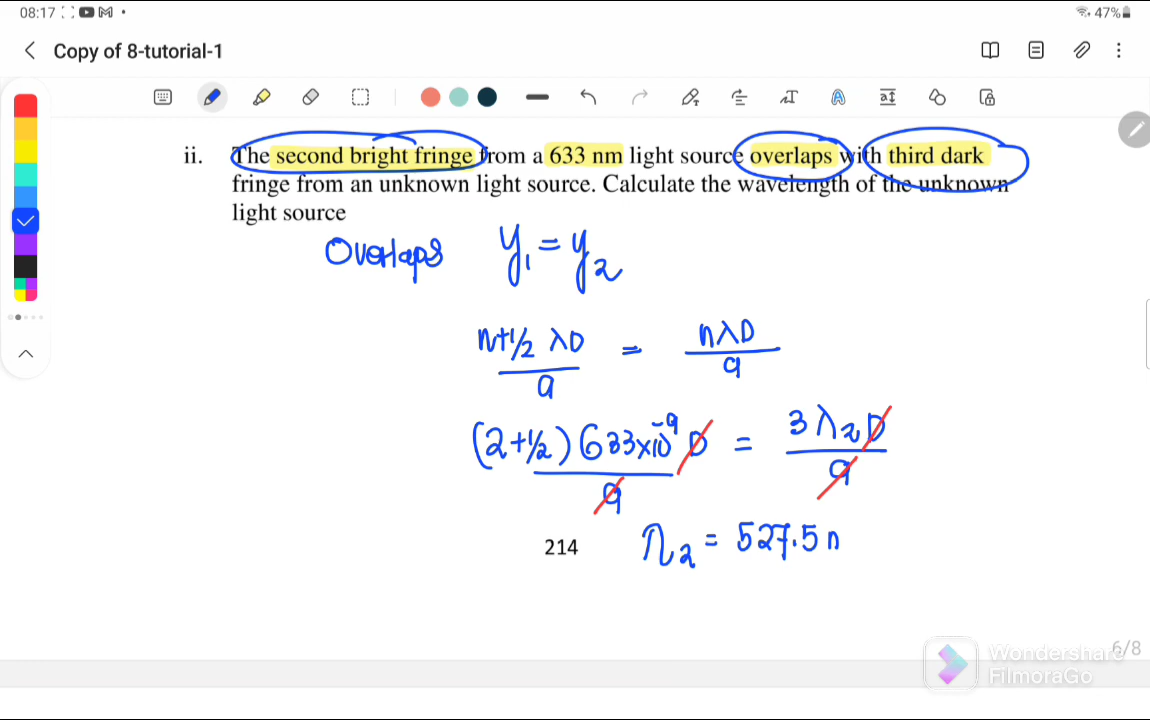 08:17 47%
Copy of 8-tutorial-1
ii. The second bright fringe from a 633 nm light source overlaps with third dark
fringe from an unknown light source. Calculate the wavelength of the unknown
light source
Overlaps y₁ = y₂
n+1/2 λD / a = nλD / a
(2+1/2) 633×10⁻⁹ D / a = 3λ₂D / a
λ₂ = 527.5 n
214
6/8
Wondershare
FilmoraGo